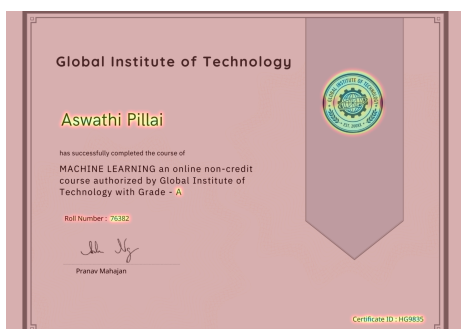 Global Institute of Technology
Aswathi Pillai
has successfully completed the course of
MACHINE LEARNING an online non-credit
course authorized by Global Institute of
Technology with Grade - A
Roll Number : 76382
Pranav Mahajan
Certificate ID : HG9835